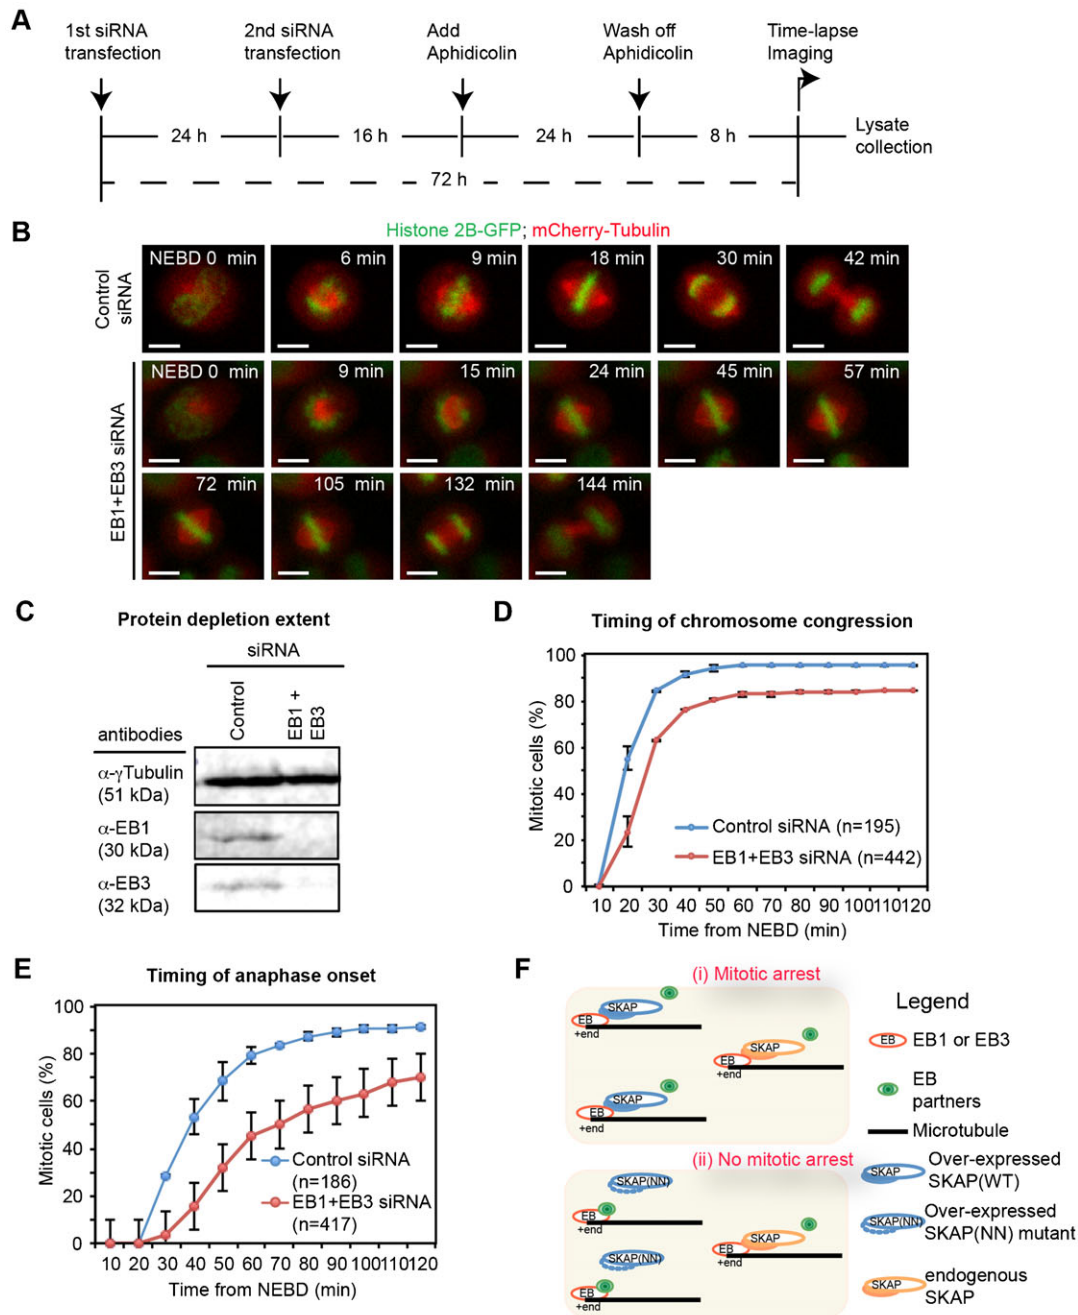 A
1st siRNA
transfection
2nd siRNA
transfection
Add
Aphidicolin
Wash off
Aphidicolin
Time-lapse
Imaging
24 h
16 h
24 h
8 h
Lysate
collection
72 h
B
Histone 2B-GFP; mCherry-Tubulin
Control
siRNA
NEBD 0 min
6 min
9 min
18 min
30 min
42 min
EB1+EB3 siRNA
NEBD 0 min
9 min
15 min
24 min
45 min
57 min
72 min
105 min
132 min
144 min
C
Protein depletion extent
siRNA
antibodies
Control
EB1 +
EB3
α-γTubulin
(51 kDa)
α-EB1
(30 kDa)
α-EB3
(32 kDa)
D
Timing of chromosome congression
Mitotic cells (%)
100
80
60
40
20
0
Control siRNA (n=195)
EB1+EB3 siRNA (n=442)
10 20 30 40 50 60 70 80 90 100110120
Time from NEBD (min)
E
Timing of anaphase onset
Mitotic cells (%)
100
80
60
40
20
0
Control siRNA
(n=186)
EB1+EB3 siRNA
(n=417)
10 20 30 40 50 60 70 80 90 100110120
Time from NEBD (min)
F
(i) Mitotic arrest
SKAP
EB
+end
SKAP
EB
+end
SKAP
EB
+end
(ii) No mitotic arrest
SKAP(NN)
EB
+end
SKAP
EB
+end
SKAP(NN)
EB
+end
Legend
EB
EB1 or EB3
EB
partners
Microtubule
SKAP
Over-expressed
SKAP(WT)
SKAP(NN)
Over-expressed
SKAP(NN) mutant
SKAP
endogenous
SKAP